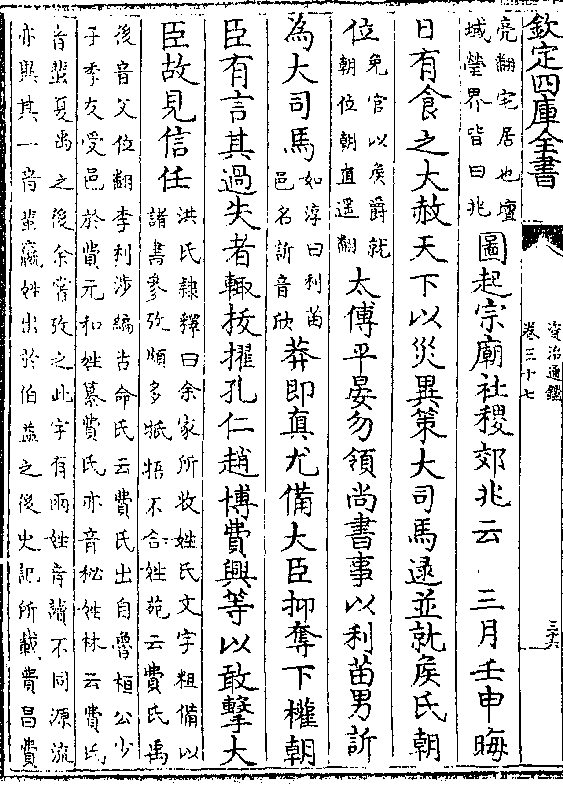 欽定四庫全書
資治通鑑
卷三十七
三十六
亮翻宅居也壇
域塋界皆曰兆
圖起宗廟社稷郊兆云　三月壬申晦
日有食之大赦天下以災異策大司馬逯並就侯氏朝
位
免官以侯爵就
朝位朝直遥翻
太傅平晏勿領尚書事以利苗男訢
為大司馬
如淳曰利苗
邑名訢音欣
莽即真尤備大臣抑奪下權朝
臣有言其過失者輒拔擢孔仁趙博費興等以敢擊大
臣故見信任
洪氏隸釋曰余家所收姓氏文字粗備以
諸書參攷頗多牴牾不合姓苑云費氏禹
後音父位翻李利涉編古命氏云費氏出自魯桓公少
子季友受邑於費元和姓纂費氏亦音秘姓林云費氏
音蜚夏禹之後余嘗攷之此字有兩姓音讀不同源流
亦異其一音蜚嬴姓出於伯益之後史記所載費昌費